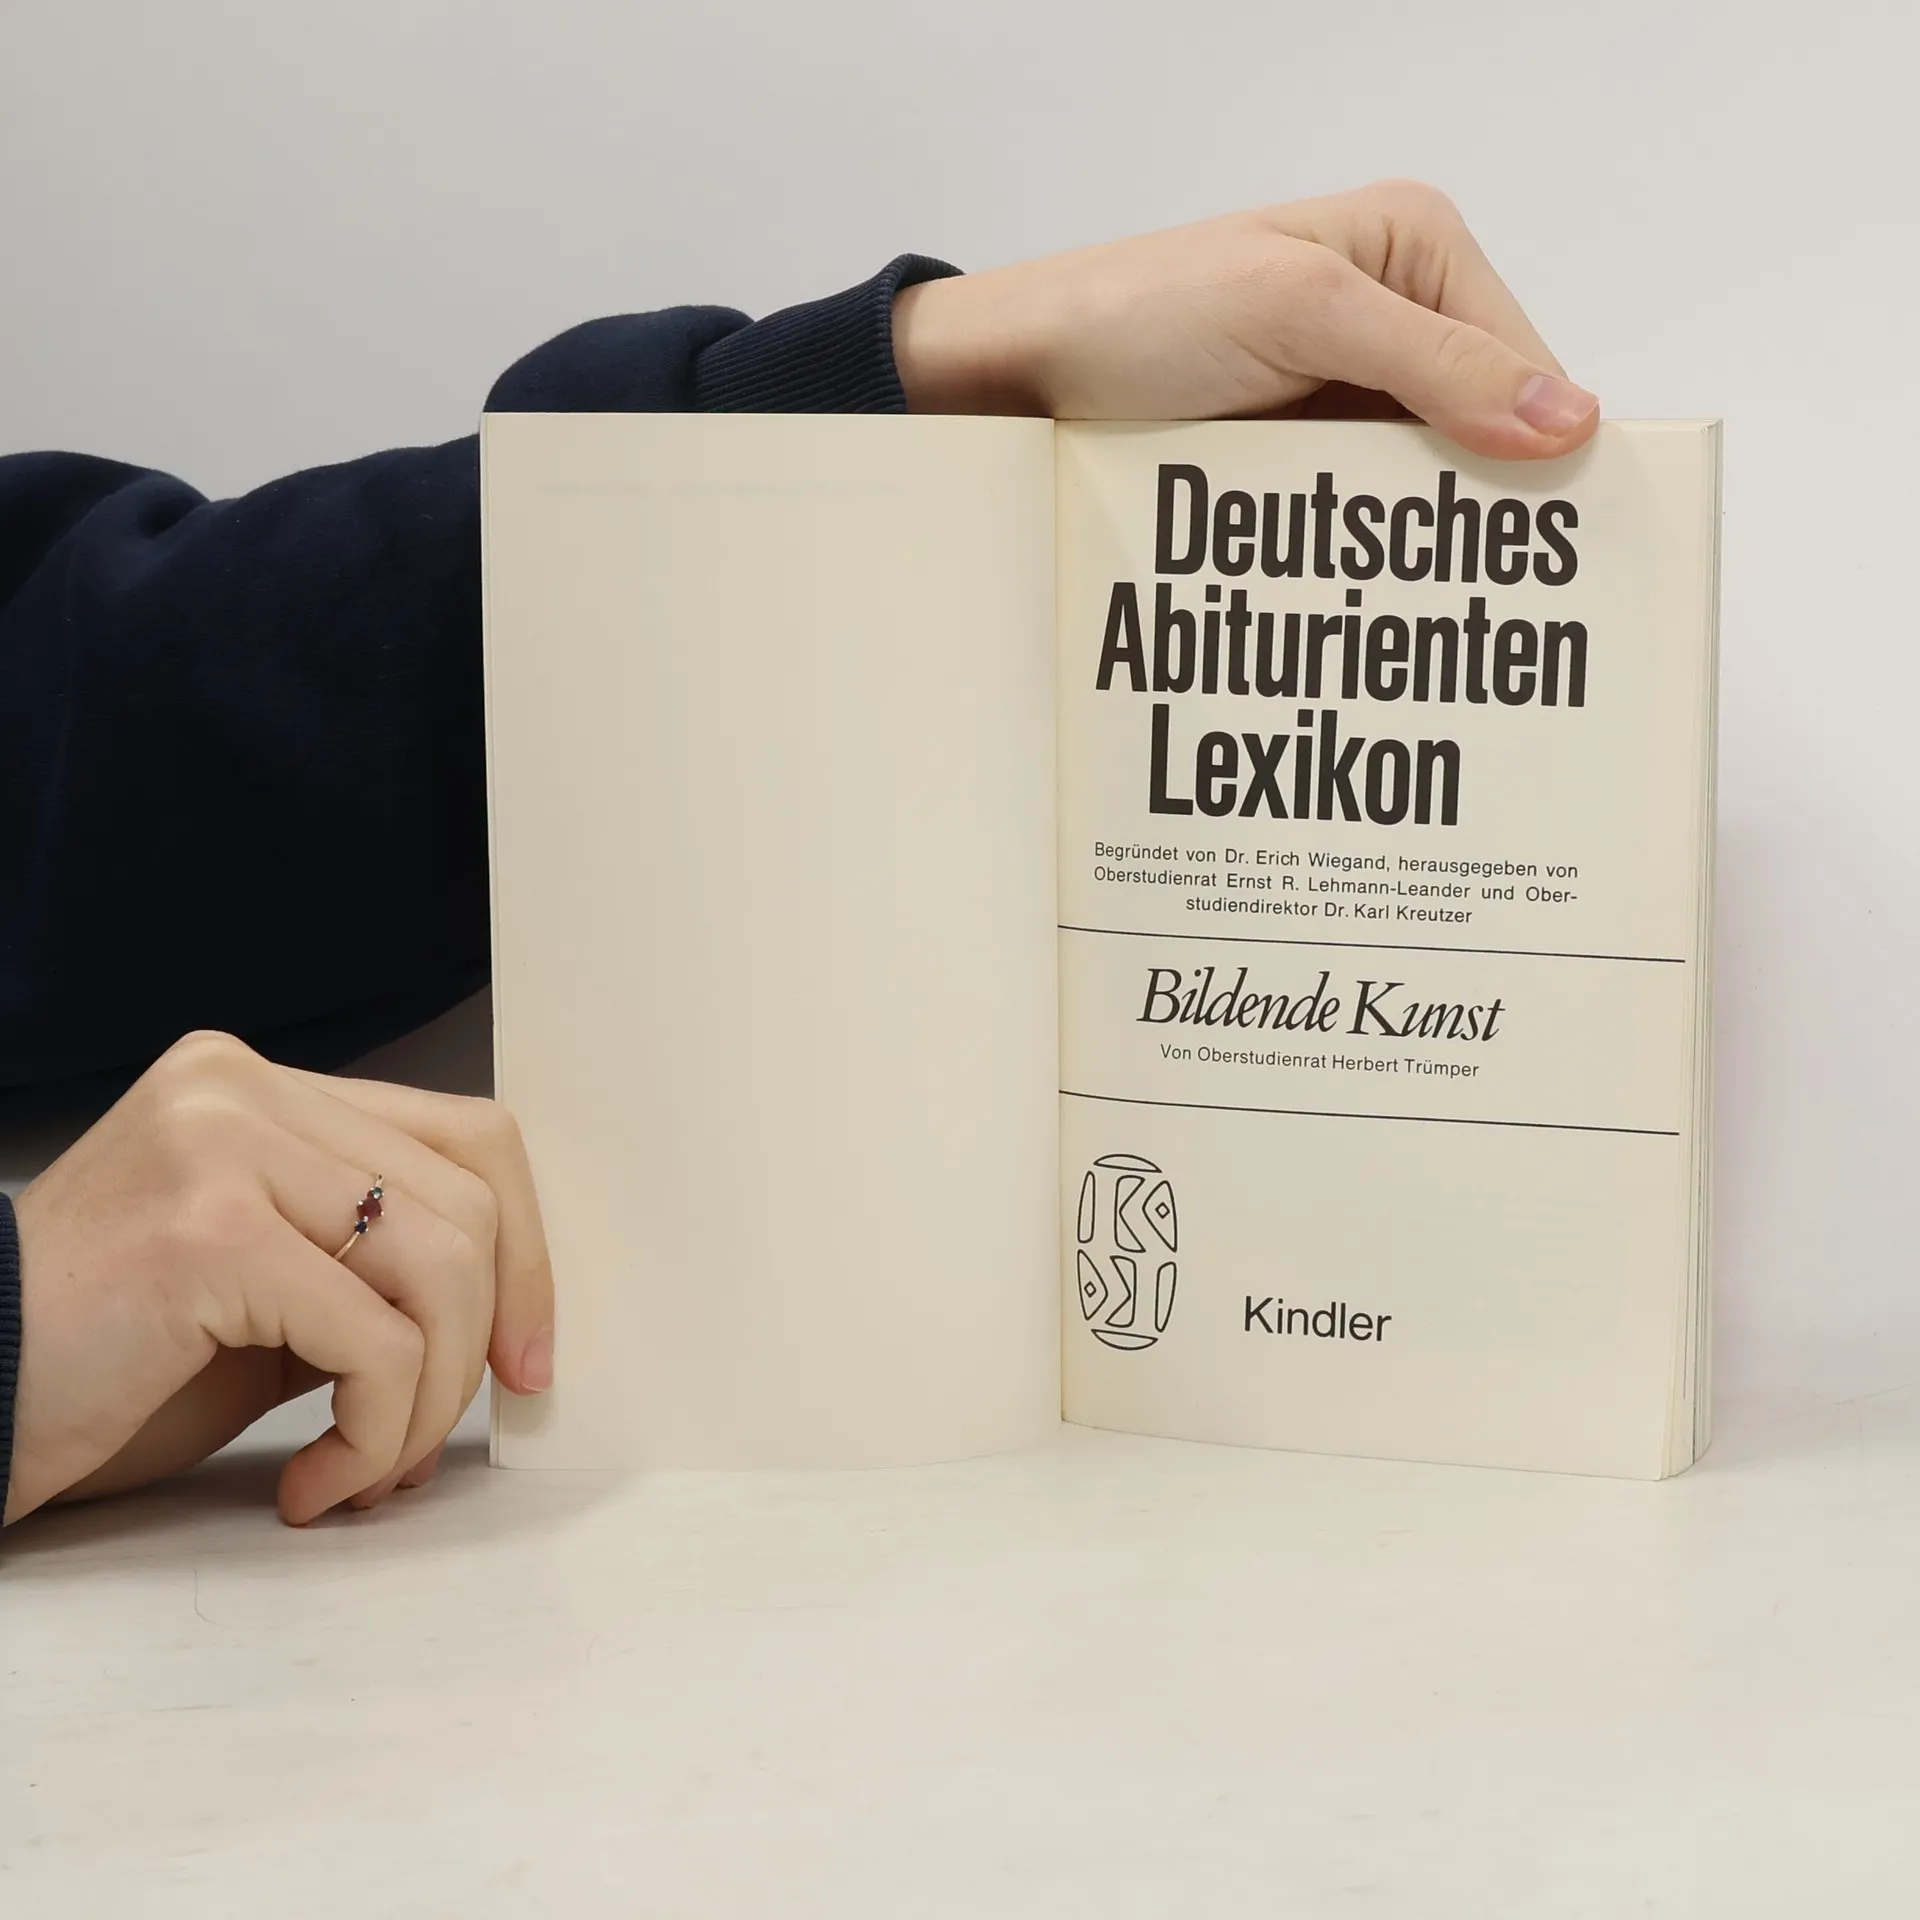 Deutsches
Abiturienten
Lexikon
Begründet von Dr. Erich Wiegand, herausgegeben von
Oberstudienrat Ernst R. Lehmann-Leander und Ober-
studiendirektor Dr. Karl Kreutzer
Bildende Kunst
Von Oberstudienrat Herbert Trümper
Kindler